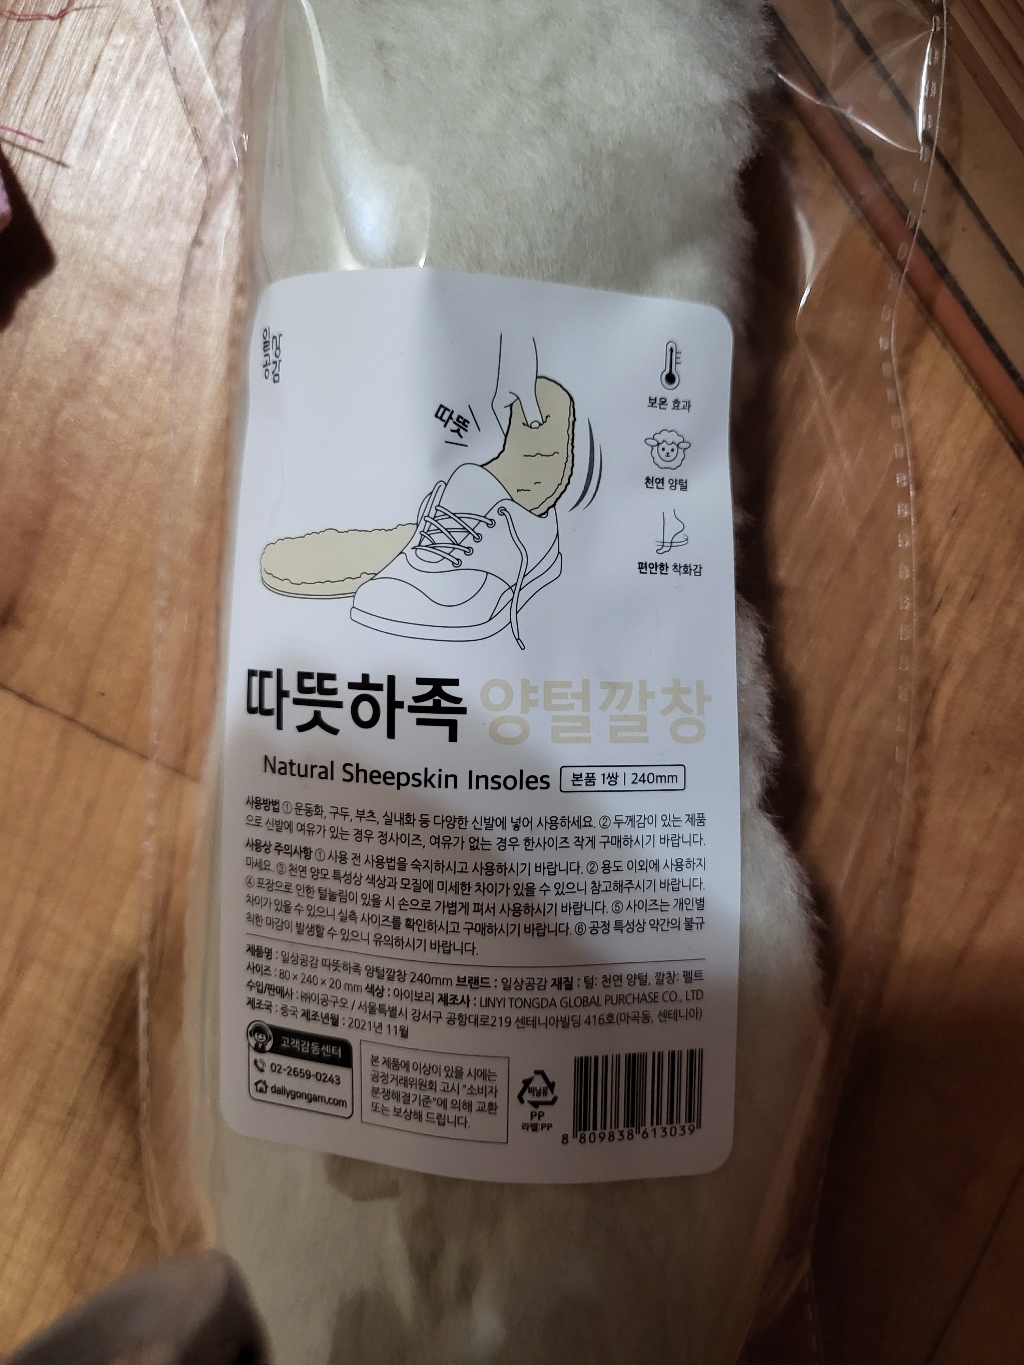 일상공감
따뜻
보온 효과
천연 양털
편안한 착화감
따뜻하족 양털깔창
Natural Sheepskin Insoles 본품 1쌍 | 240mm
사용방법 ① 운동화, 구두, 부츠, 실내화 등 다양한 신발에 넣어 사용하세요. ② 두께감이 있는 제품
으로 신발에 여유가 있는 경우 정사이즈, 여유가 없는 경우 한사이즈 작게 구매하시기 바랍니다.
사용상 주의사항 ① 사용 전 사용법을 숙지하시고 사용하시기 바랍니다. ② 용도 이외에 사용하지
마세요. ③ 천연 양모 특성상 색상과 모질에 미세한 차이가 있을 수 있으니 참고해주시기 바랍니다.
④ 포장으로 인한 털눌림이 있을 시 손으로 가볍게 펴서 사용하시기 바랍니다. ⑤ 사이즈는 개인별
차이가 있을 수 있으니 실측 사이즈를 확인하시고 구매하시기 바랍니다. ⑥ 공정 특성상 약간의 불규
칙한 마감이 발생할 수 있으니 유의하시기 바랍니다.
제품명 : 일상공감 따뜻하족 양털깔창 240mm 브랜드 : 일상공감 재질 : 털: 천연 양털, 깔창: 펠트
사이즈 : 80 × 240 × 20 mm 색상 : 아이보리 제조사 : LINYI TONGDA GLOBAL PURCHASE CO., LTD
수입/판매사 : ㈜이공구오 / 서울특별시 강서구 공항대로219 센테니아빌딩 416호(마곡동, 센테니아)
제조국 : 중국 제조년월 : 2021년 11월
고객감동센터
02-2659-0243
dailygongam.com
본 제품에 이상이 있을 시에는
공정거래위원회 고시 "소비자
분쟁해결기준"에 의해 교환
또는 보상해 드립니다.
비닐류
PP
라벨:PP
8 809838 613039